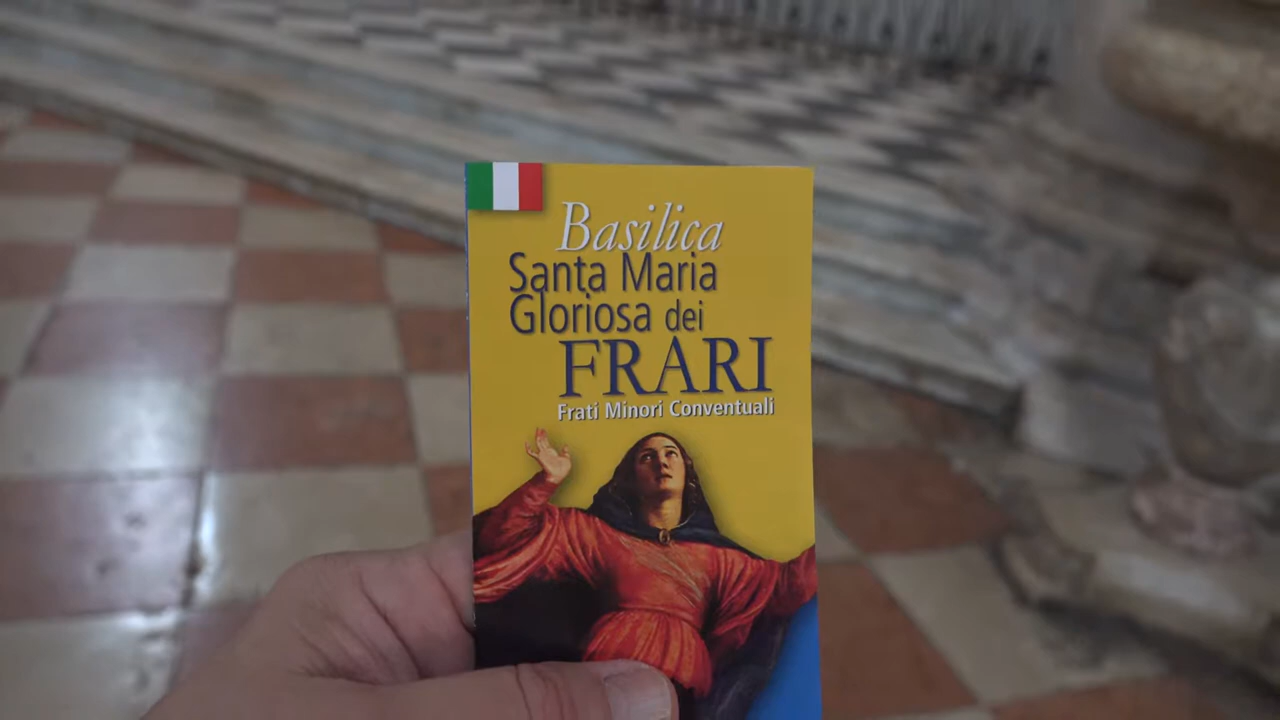 Basilica
Santa Maria
Gloriosa dei
FRARI
Frati Minori Conventuali